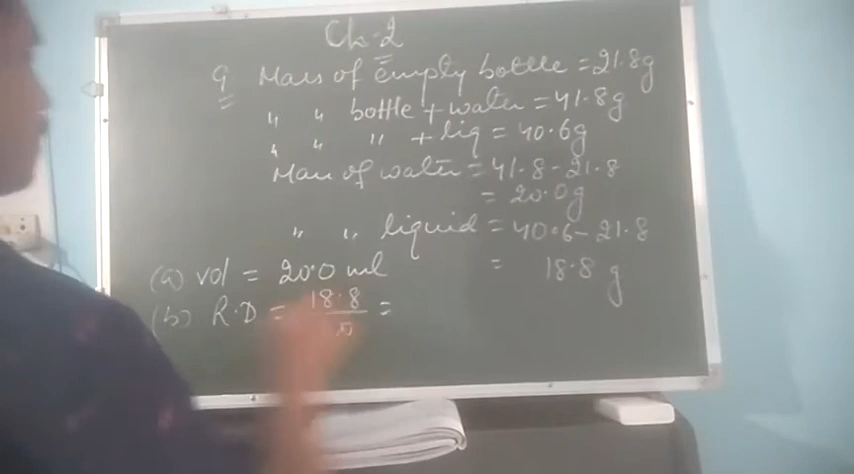 Ch. 2
Q Mass of empty bottle = 21.8g
" " bottle + water = 41.8g
" " " + liq = 40.6g
Mass of water = 41.8 - 21.8
= 20.0g
" " liquid = 40.6 - 21.8
= 18.8 g
(a) vol = 20.0 ml
(b) R.D = 18.8 / =